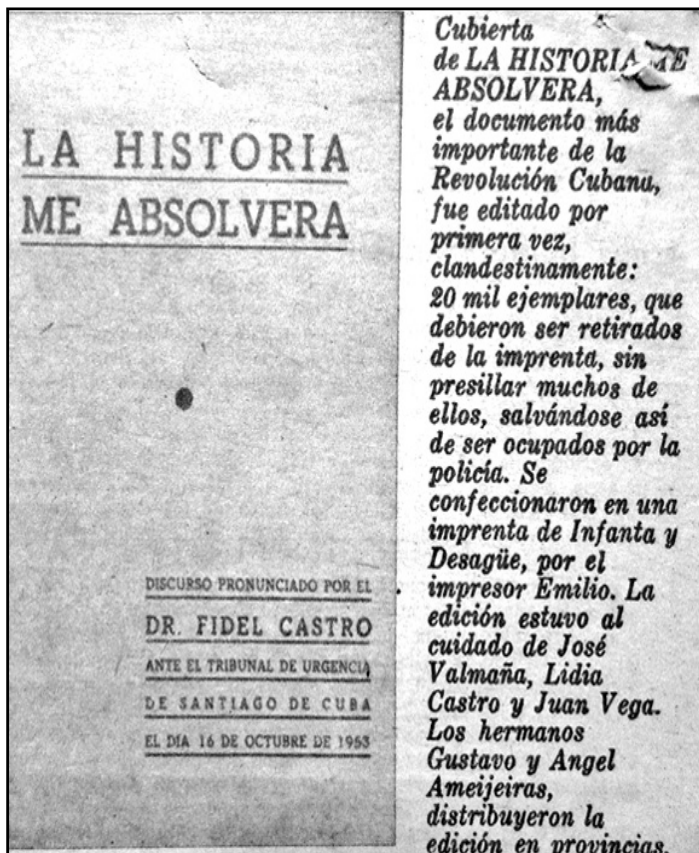 LA HISTORIA
ME ABSOLVERA
DISCURSO PRONUNCIADO POR EL
DR. FIDEL CASTRO
ANTE EL TRIBUNAL DE URGENCIA
DE SANTIAGO DE CUBA
EL DIA 16 DE OCTUBRE DE 1953
Cubierta
de LA HISTORIA ME
ABSOLVERA,
el documento más
importante de la
Revolución Cubana,
fue editado por
primera vez,
clandestinamente:
20 mil ejemplares, que
debieron ser retirados
de la imprenta, sin
presillar muchos de
ellos, salvándose así
de ser ocupados por la
policía. Se
confeccionaron en una
imprenta de Infanta y
Desagüe, por el
impresor Emilio. La
edición estuvo al
cuidado de José
Valmaña, Lidia
Castro y Juan Vega.
Los hermanos
Gustavo y Angel
Ameijeiras,
distribuyeron la
edición en provincias.